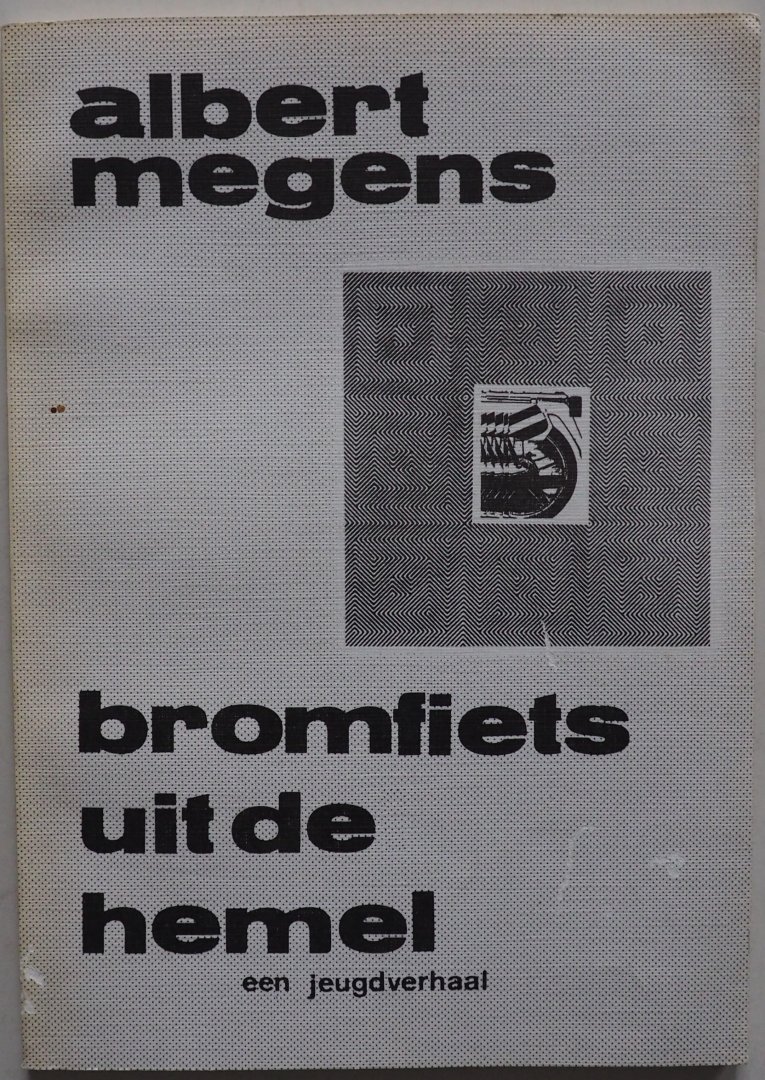 albert
megens
bromfiets
uit de
hemel
een jeugdverhaal